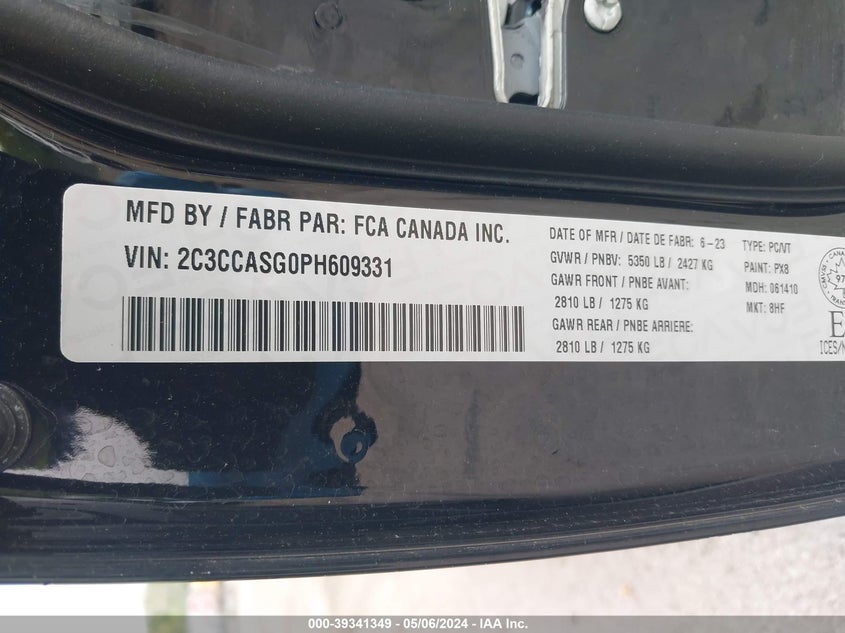 MFD BY / FABR PAR: FCA CANADA INC.
VIN: 2C3CCASG0PH609331
DATE OF MFR / DATE DE FABR: 6-23
GVWR / PNBV: 5350 LB / 2427 KG
GAWR FRONT / PNBE AVANT:
2810 LB / 1275 KG
GAWR REAR / PNBE ARRIERE:
2810 LB / 1275 KG
TYPE: PC/VT
PAINT: PX8
MDH: 061410
MKT: 8HF
000-39341349 - 05/06/2024 - IAA Inc.